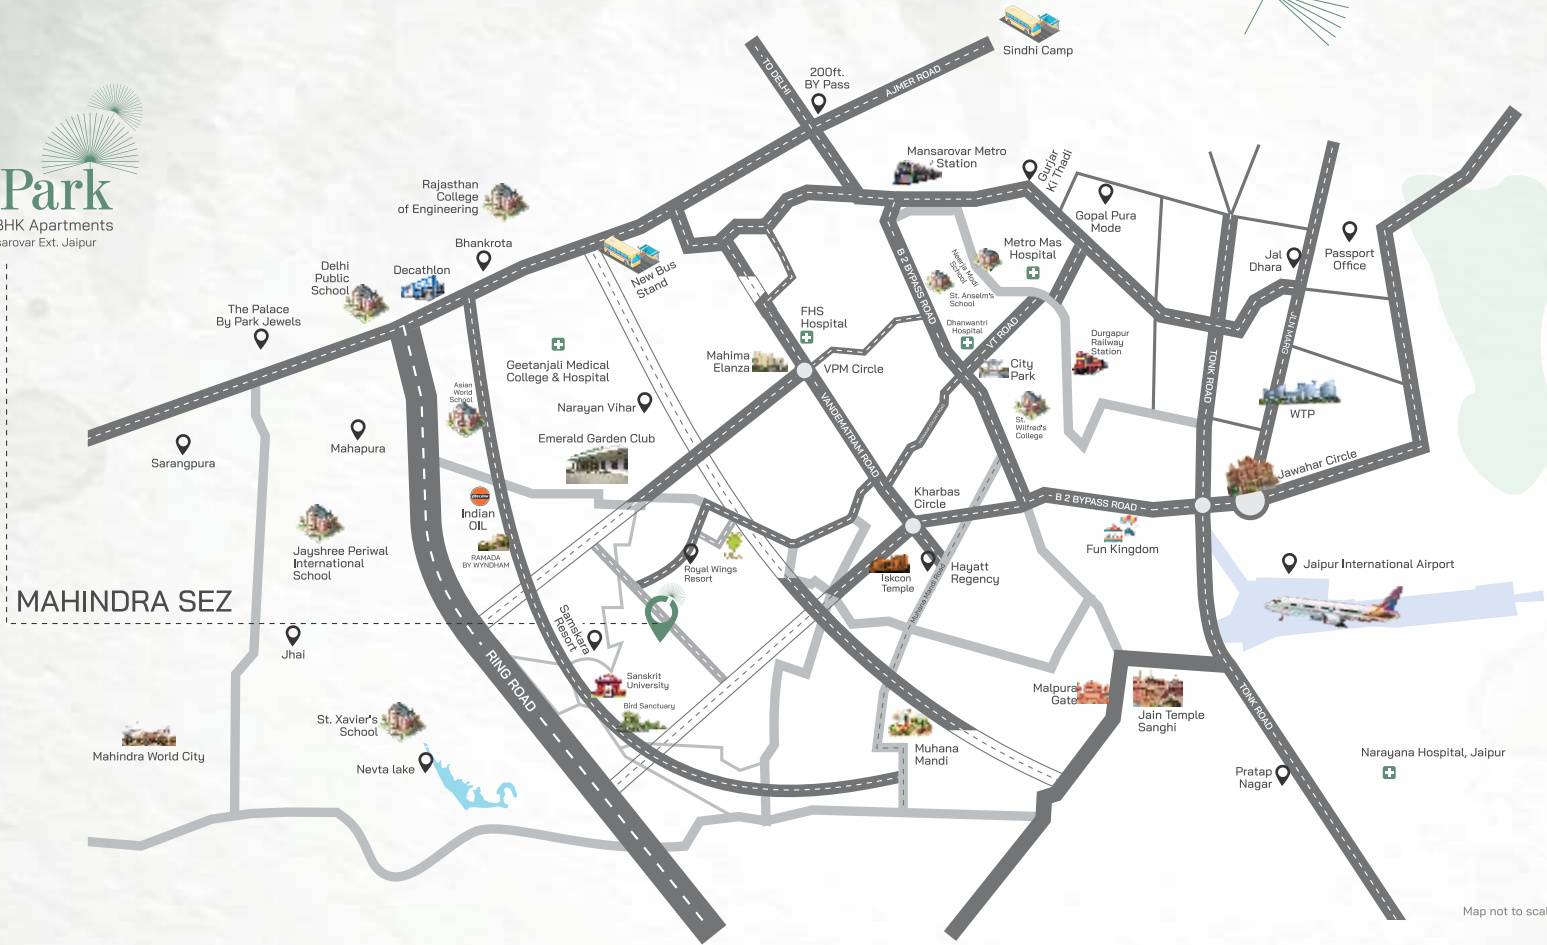 Sindhi Camp
TO DELHI
200ft.
BY Pass
AJMER ROAD
Park
BHK Apartments
sarovar Ext. Jaipur
Mansarovar Metro
Station
Gurjar
Ki Thadi
Rajasthan
College
of Engineering
Gopal Pura
Mode
Bhankrota
New Bus
Stand
B 2 BYPASS ROAD
Neerja Modi
School
Metro Mas
Hospital
Jal
Dhara
Passport
Office
Delhi
Public
School
Decathlon
The Palace
By Park Jewels
St. Anselm's
School
FHS
Hospital
Dhanwantri
Hospital
VT ROAD
Durgapur
Railway
Station
JLN MARG
TONK ROAD
Geetanjali Medical
College & Hospital
Mahima
Elanza
VPM Circle
City
Park
Asian
World
School
Narayan Vihar
VANDEMATRAM ROAD
St.
Wilfred's
College
WTP
Emerald Garden Club
Mahapura
Sarangpura
Jawahar Circle
Kharbas
Circle
B 2 BYPASS ROAD
Indian
OIL
RAMADA
BY WYNDHAM
Fun Kingdom
Jayshree Periwal
International
School
Royal Wings
Resort
Iskcon
Temple
Hayatt
Regency
Muhana Mandi Road
Jaipur International Airport
MAHINDRA SEZ
Samskara
Resort
Jhai
RING ROAD
Sanskrit
University
Bird Sanctuary
Malpura
Gate
Jain Temple
Sanghi
TONK ROAD
St. Xavier's
School
Muhana
Mandi
Mahindra World City
Nevta lake
Pratap
Nagar
Narayana Hospital, Jaipur
Map not to scal